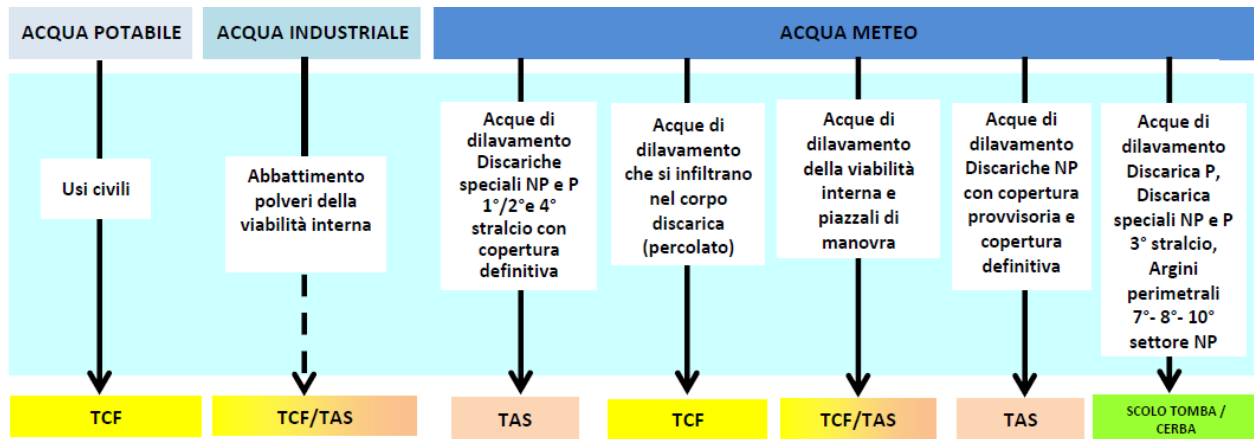 ACQUA POTABILE
ACQUA INDUSTRIALE
ACQUA METEO
Usi civili
Abbattimento
polveri della
viabilità interna
Acque di
dilavamento
Discariche
speciali NP e P
1°/2°e 4°
stralcio con
copertura
definitiva
Acque di
dilavamento
che si infiltrano
nel corpo
discarica
(percolato)
Acque di
dilavamento
della viabilità
interna e
piazzali di
manovra
Acque di
dilavamento
Discariche NP
con copertura
provvisoria e
copertura
definitiva
Acque di
dilavamento
Discarica P,
Discarica
speciali NP e P
3° stralcio,
Argini
perimetrali
7°- 8°- 10°
settore NP
TCF
TCF/TAS
TAS
TCF
TCF/TAS
TAS
SCOLO TOMBA /
CERBA